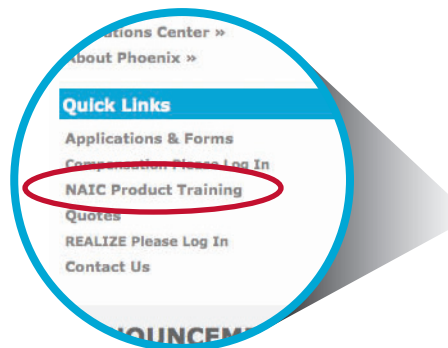 Center »
About Phoenix »
Quick Links
Applications & Forms
Compensation Please Log In
NAIC Product Training
Quotes
REALIZE Please Log In
Contact Us